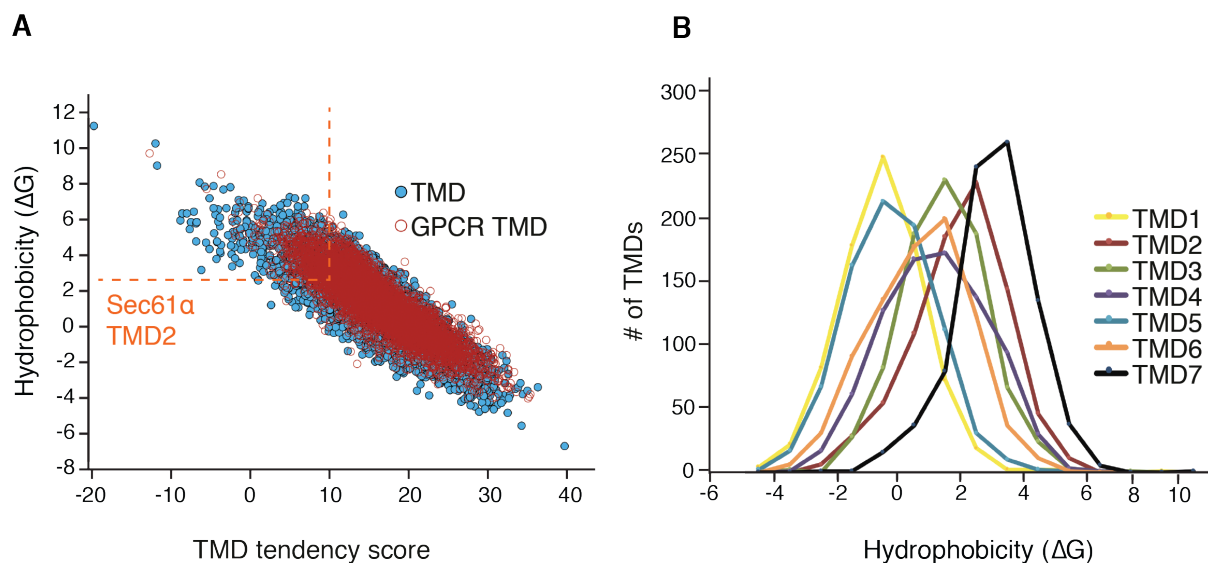 A
Hydrophobicity (ΔG)
12
10
8
6
4
2
0
-2
-4
-6
-8
TMD
GPCR TMD
Sec61α
TMD2
-20
-10
0
10
20
30
40
TMD tendency score
B
# of TMDs
300
250
200
150
100
50
0
TMD1
TMD2
TMD3
TMD4
TMD5
TMD6
TMD7
-6
-4
-2
0
2
4
6
8
10
Hydrophobicity (ΔG)